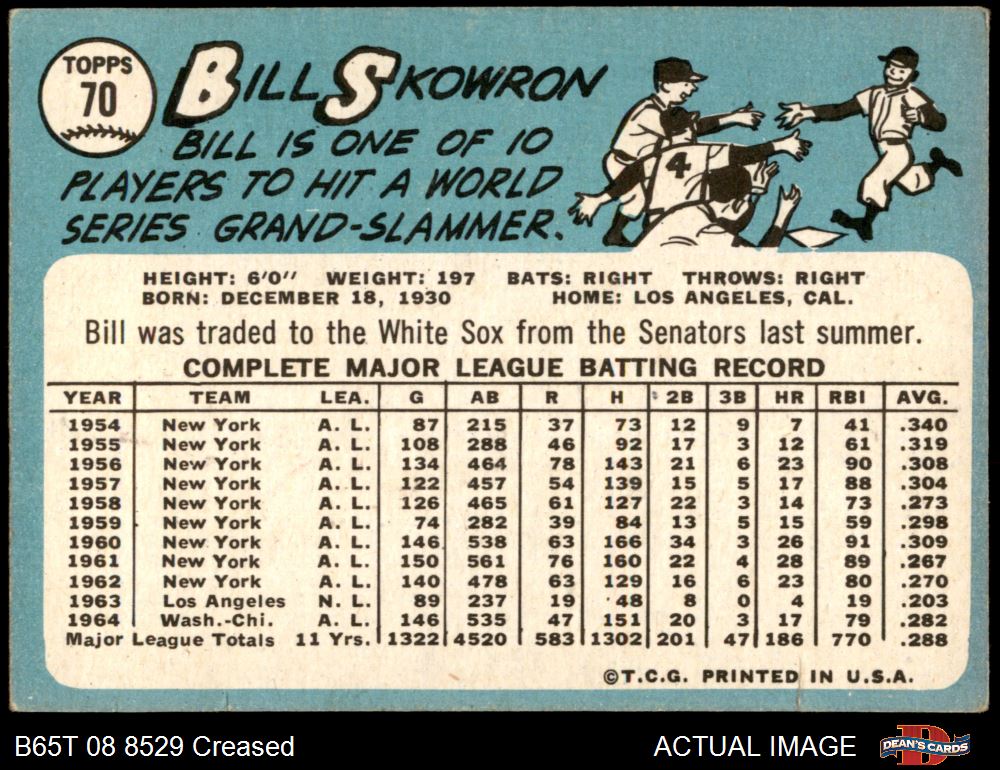 TOPPS
70
BILL SKOWRON
BILL IS ONE OF 10
PLAYERS TO HIT A WORLD
SERIES GRAND-SLAMMER.
4
HEIGHT: 6'0" WEIGHT: 197 BATS: RIGHT THROWS: RIGHT
BORN: DECEMBER 18, 1930 HOME: LOS ANGELES, CAL.
Bill was traded to the White Sox from the Senators last summer.
COMPLETE MAJOR LEAGUE BATTING RECORD
YEAR TEAM LEA. G AB R H 2B 3B HR RBI AVG.
1954 New York A. L. 87 215 37 73 12 9 7 41 .340
1955 New York A. L. 108 288 46 92 17 3 12 61 .319
1956 New York A. L. 134 464 78 143 21 6 23 90 .308
1957 New York A. L. 122 457 54 139 15 5 17 88 .304
1958 New York A. L. 126 465 61 127 22 3 14 73 .273
1959 New York A. L. 74 282 39 84 13 5 15 59 .298
1960 New York A. L. 146 538 63 166 34 3 26 91 .309
1961 New York A. L. 150 561 76 160 22 4 28 89 .267
1962 New York A. L. 140 478 63 129 16 6 23 80 .270
1963 Los Angeles N. L. 89 237 19 48 8 0 4 19 .203
1964 Wash.-Chi. A. L. 146 535 47 151 20 3 17 79 .282
Major League Totals 11 Yrs. 1322 4520 583 1302 201 47 186 770 .288
©T.C.G. PRINTED IN U.S.A.
B65T 08 8529 Creased ACTUAL IMAGE
D
DEAN'S CARDS